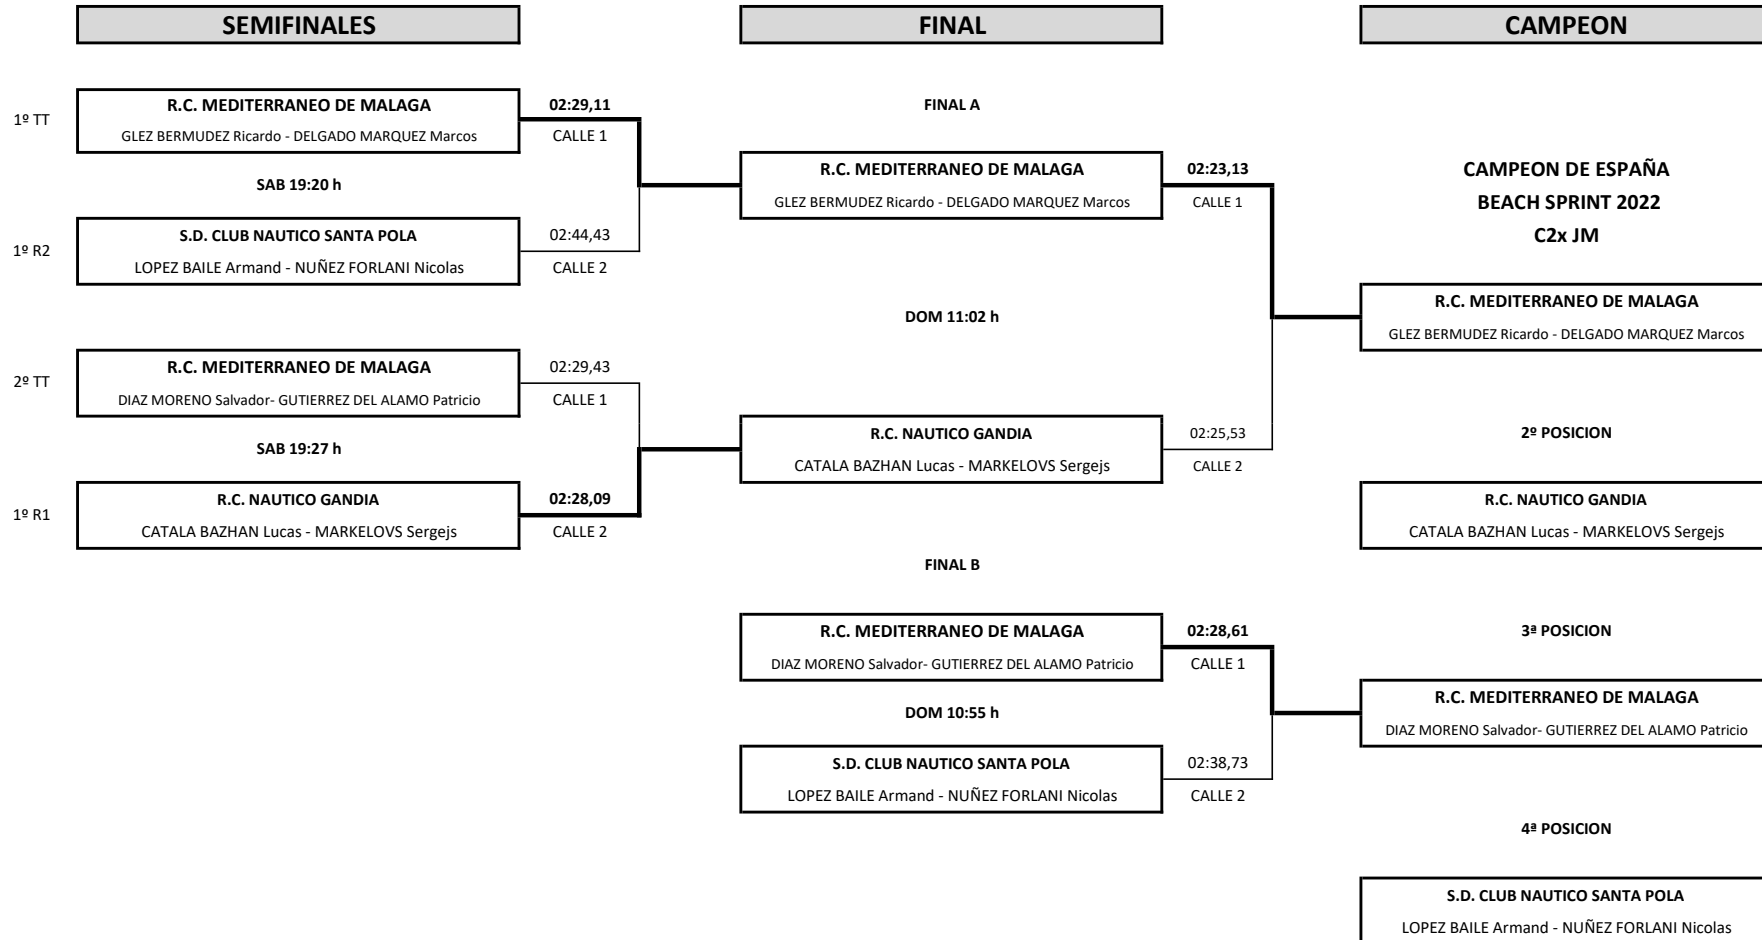 SEMIFINALES
FINAL
CAMPEON
1º TT
R.C. MEDITERRANEO DE MALAGA
GLEZ BERMUDEZ Ricardo - DELGADO MARQUEZ Marcos
02:29,11
CALLE 1
SAB 19:20 h
1º R2
S.D. CLUB NAUTICO SANTA POLA
LOPEZ BAILE Armand - NUÑEZ FORLANI Nicolas
02:44,43
CALLE 2
2º TT
R.C. MEDITERRANEO DE MALAGA
DIAZ MORENO Salvador- GUTIERREZ DEL ALAMO Patricio
02:29,43
CALLE 1
SAB 19:27 h
1º R1
R.C. NAUTICO GANDIA
CATALA BAZHAN Lucas - MARKELOVS Sergejs
02:28,09
CALLE 2
FINAL A
R.C. MEDITERRANEO DE MALAGA
GLEZ BERMUDEZ Ricardo - DELGADO MARQUEZ Marcos
02:23,13
CALLE 1
DOM 11:02 h
R.C. NAUTICO GANDIA
CATALA BAZHAN Lucas - MARKELOVS Sergejs
02:25,53
CALLE 2
FINAL B
R.C. MEDITERRANEO DE MALAGA
DIAZ MORENO Salvador- GUTIERREZ DEL ALAMO Patricio
02:28,61
CALLE 1
DOM 10:55 h
S.D. CLUB NAUTICO SANTA POLA
LOPEZ BAILE Armand - NUÑEZ FORLANI Nicolas
02:38,73
CALLE 2
CAMPEON DE ESPAÑA
BEACH SPRINT 2022
C2x JM
R.C. MEDITERRANEO DE MALAGA
GLEZ BERMUDEZ Ricardo - DELGADO MARQUEZ Marcos
2º POSICION
R.C. NAUTICO GANDIA
CATALA BAZHAN Lucas - MARKELOVS Sergejs
3ª POSICION
R.C. MEDITERRANEO DE MALAGA
DIAZ MORENO Salvador- GUTIERREZ DEL ALAMO Patricio
4ª POSICION
S.D. CLUB NAUTICO SANTA POLA
LOPEZ BAILE Armand - NUÑEZ FORLANI Nicolas